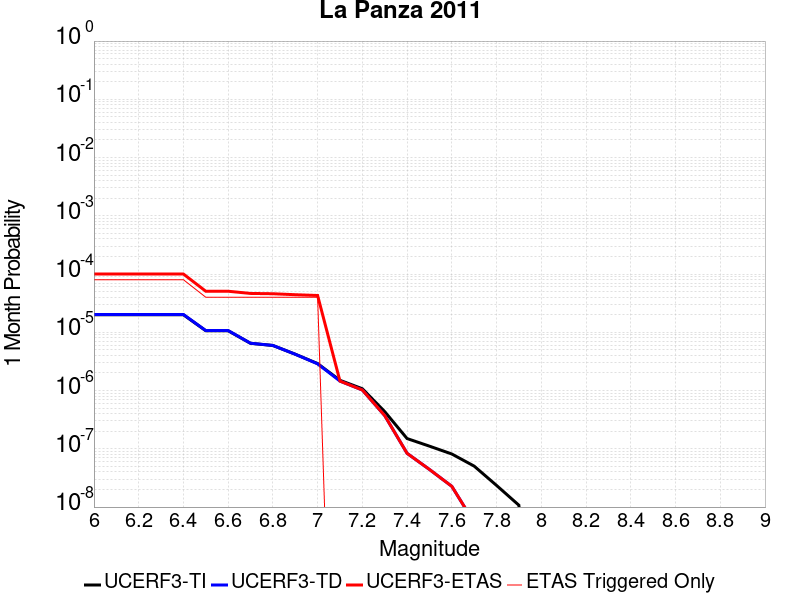 La Panza 2011
10^0
10^-1
10^-2
10^-3
10^-4
10^-5
10^-6
10^-7
10^-8
1 Month Probability
6 6.2 6.4 6.6 6.8 7 7.2 7.4 7.6 7.8 8 8.2 8.4 8.6 8.8 9
Magnitude
UCERF3-TI UCERF3-TD UCERF3-ETAS ETAS Triggered Only